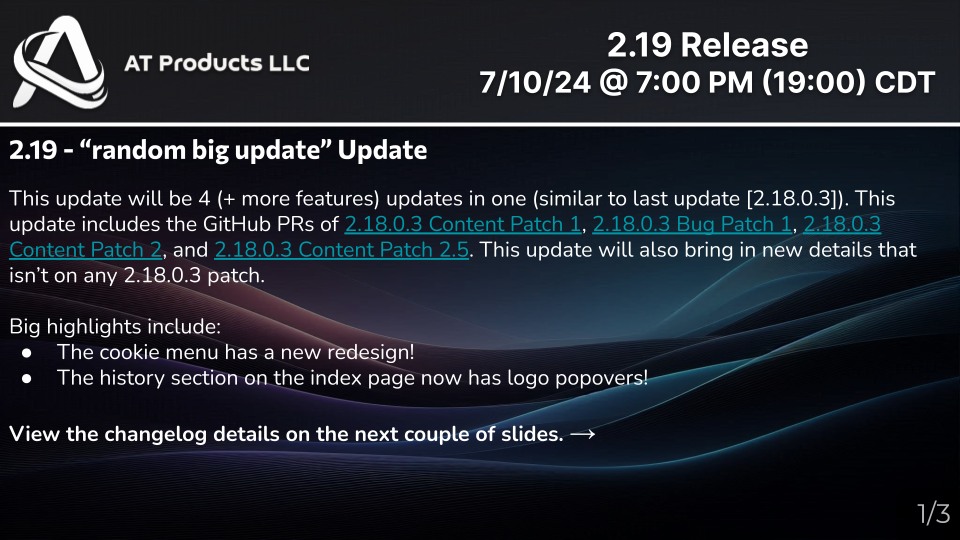 AT Products LLC
2.19 Release
7/10/24 @ 7:00 PM (19:00) CDT
2.19 - “random big update” Update
This update will be 4 (+ more features) updates in one (similar to last update [2.18.0.3]). This
update includes the GitHub PRs of 2.18.0.3 Content Patch 1, 2.18.0.3 Bug Patch 1, 2.18.0.3
Content Patch 2, and 2.18.0.3 Content Patch 2.5. This update will also bring in new details that
isn’t on any 2.18.0.3 patch.
Big highlights include:
● The cookie menu has a new redesign!
● The history section on the index page now has logo popovers!
View the changelog details on the next couple of slides. →
1/3